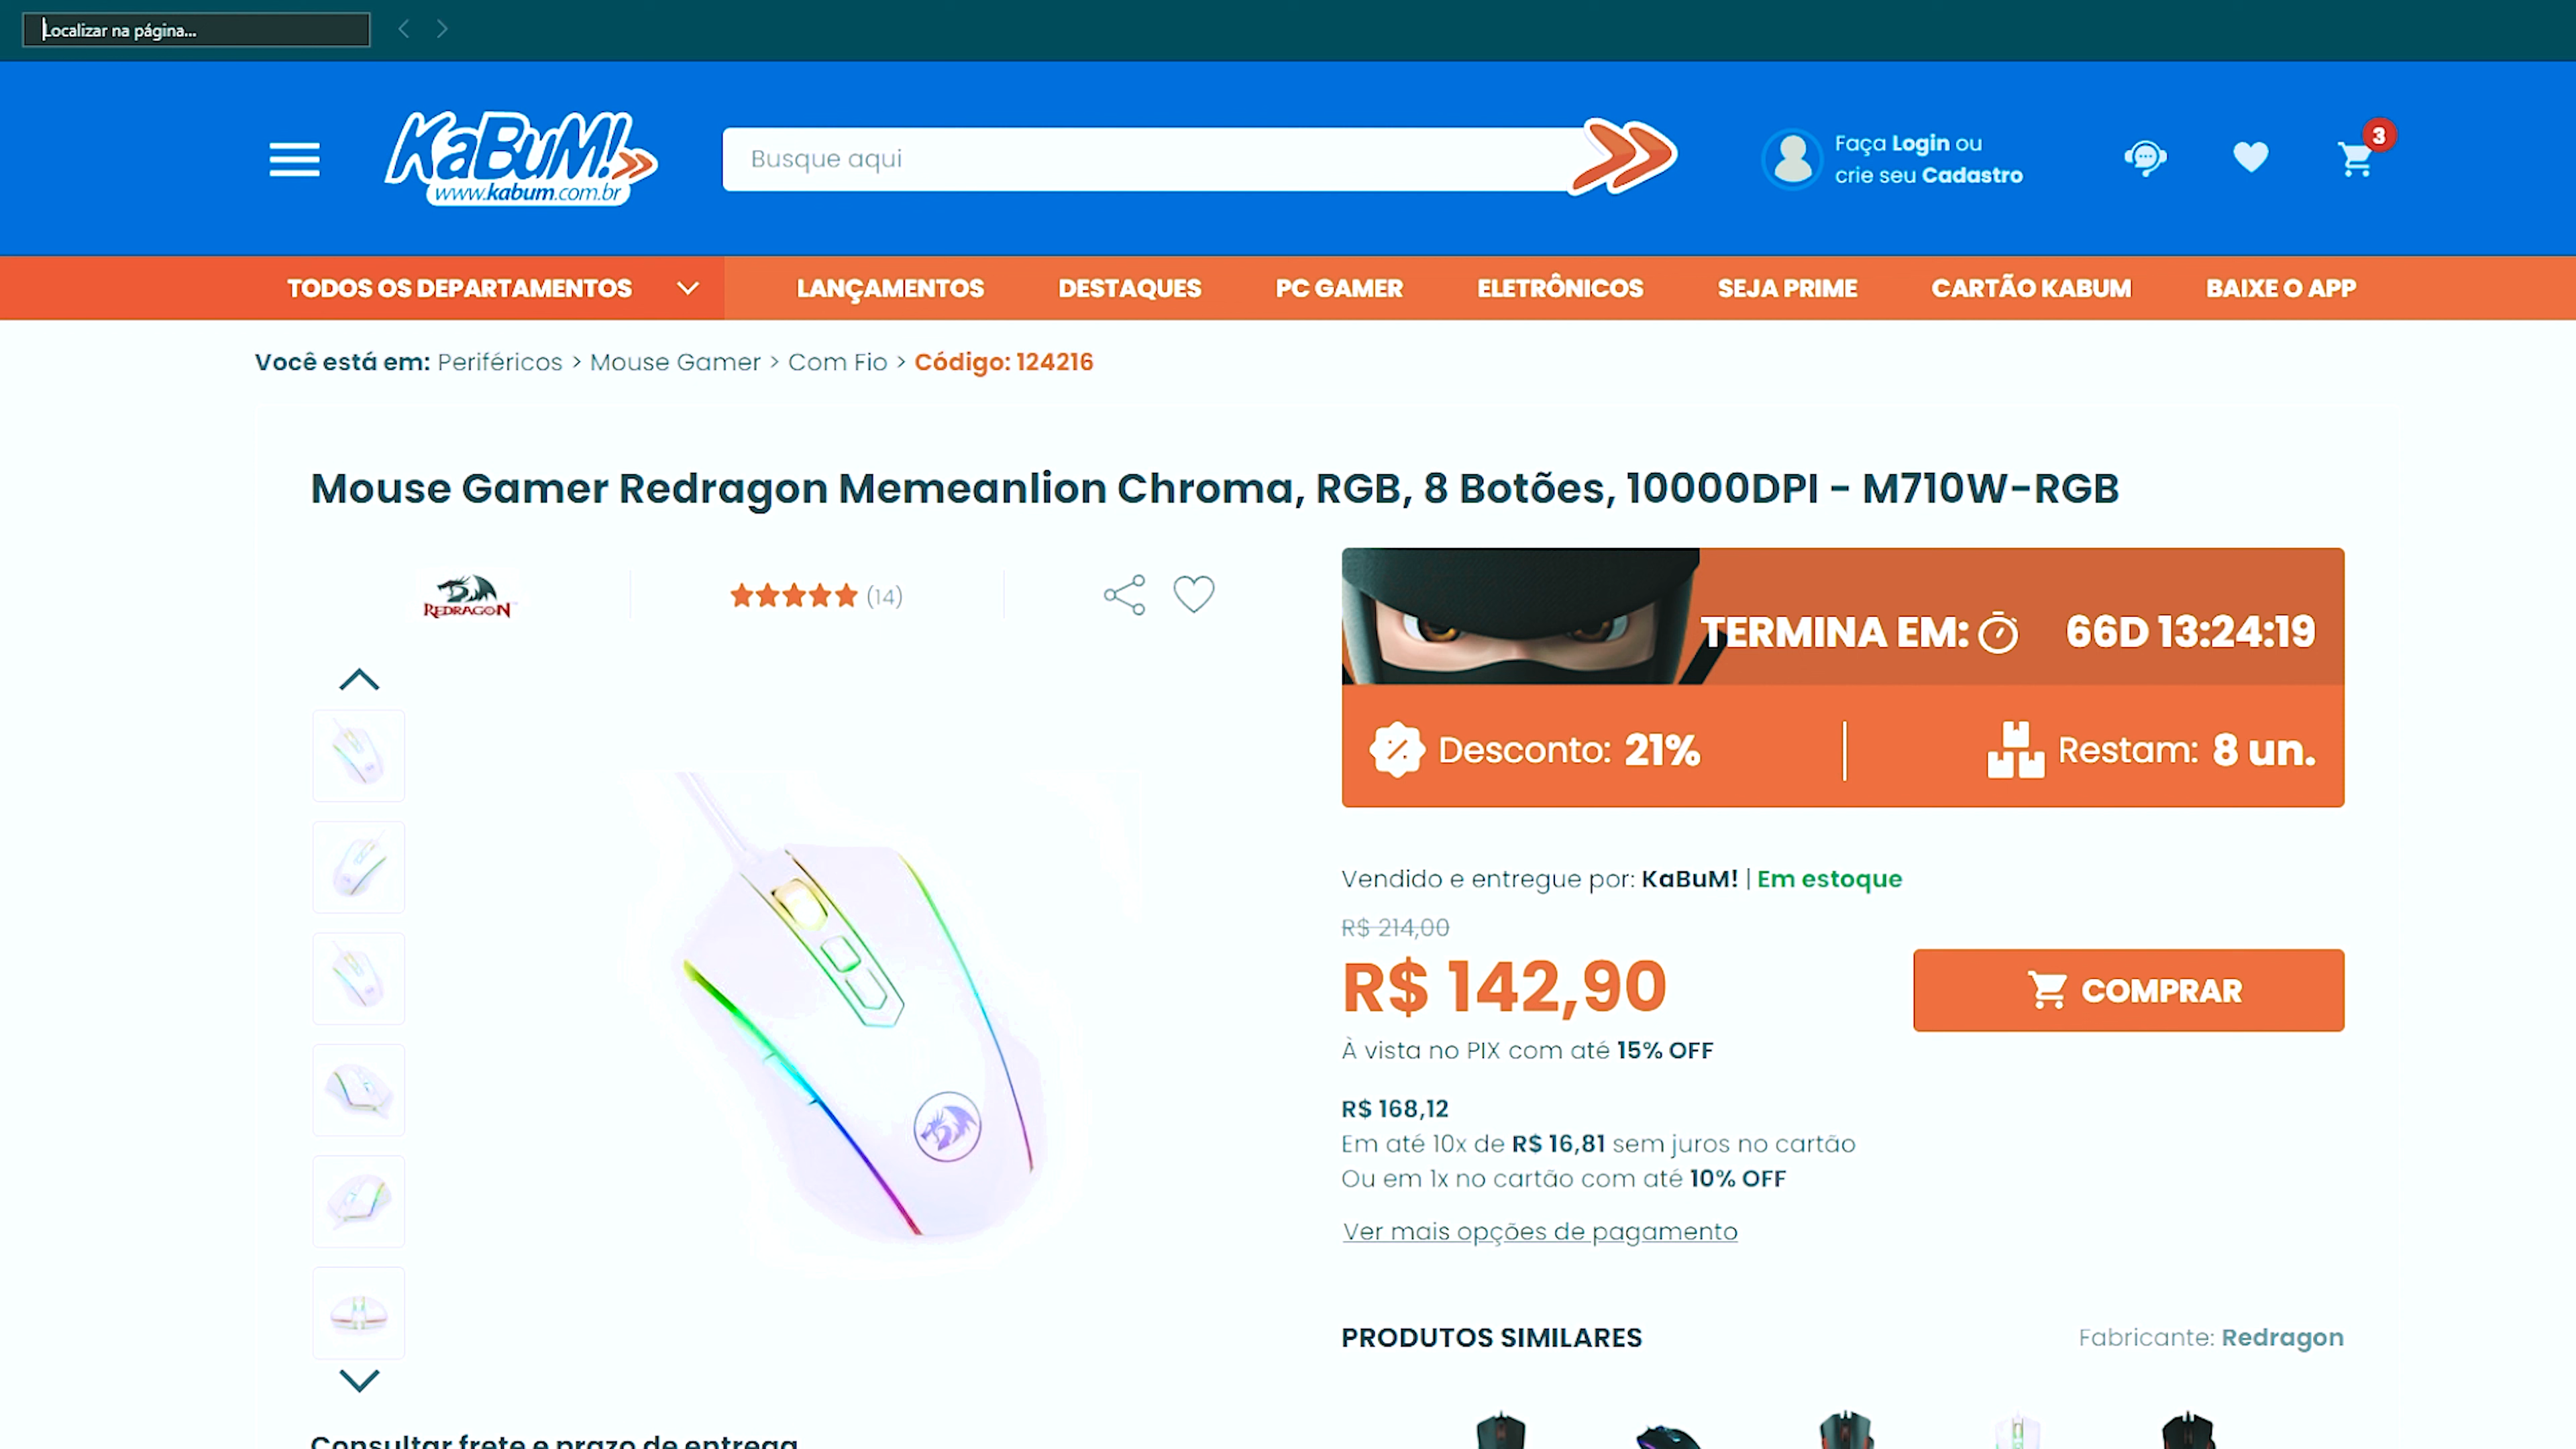 Localizar na página...
KaBuM!
www.kabum.com.br
Busque aqui
Faça Login ou
crie seu Cadastro
3
TODOS OS DEPARTAMENTOS
LANÇAMENTOS
DESTAQUES
PC GAMER
ELETRÔNICOS
SEJA PRIME
CARTÃO KABUM
BAIXE O APP
Você está em: Periféricos > Mouse Gamer > Com Fio > Código: 124216
Mouse Gamer Redragon Memeanlion Chroma, RGB, 8 Botões, 10000DPI - M710W-RGB
REDRAGON
(14)
TERMINA EM: 66D 13:24:19
Desconto: 21%
Restam: 8 un.
Vendido e entregue por: KaBuM! | Em estoque
R$ 214,00
R$ 142,90
COMPRAR
À vista no PIX com até 15% OFF
R$ 168,12
Em até 10x de R$ 16,81 sem juros no cartão
Ou em 1x no cartão com até 10% OFF
Ver mais opções de pagamento
PRODUTOS SIMILARES
Fabricante: Redragon
Consultar frete e prazo de entrega